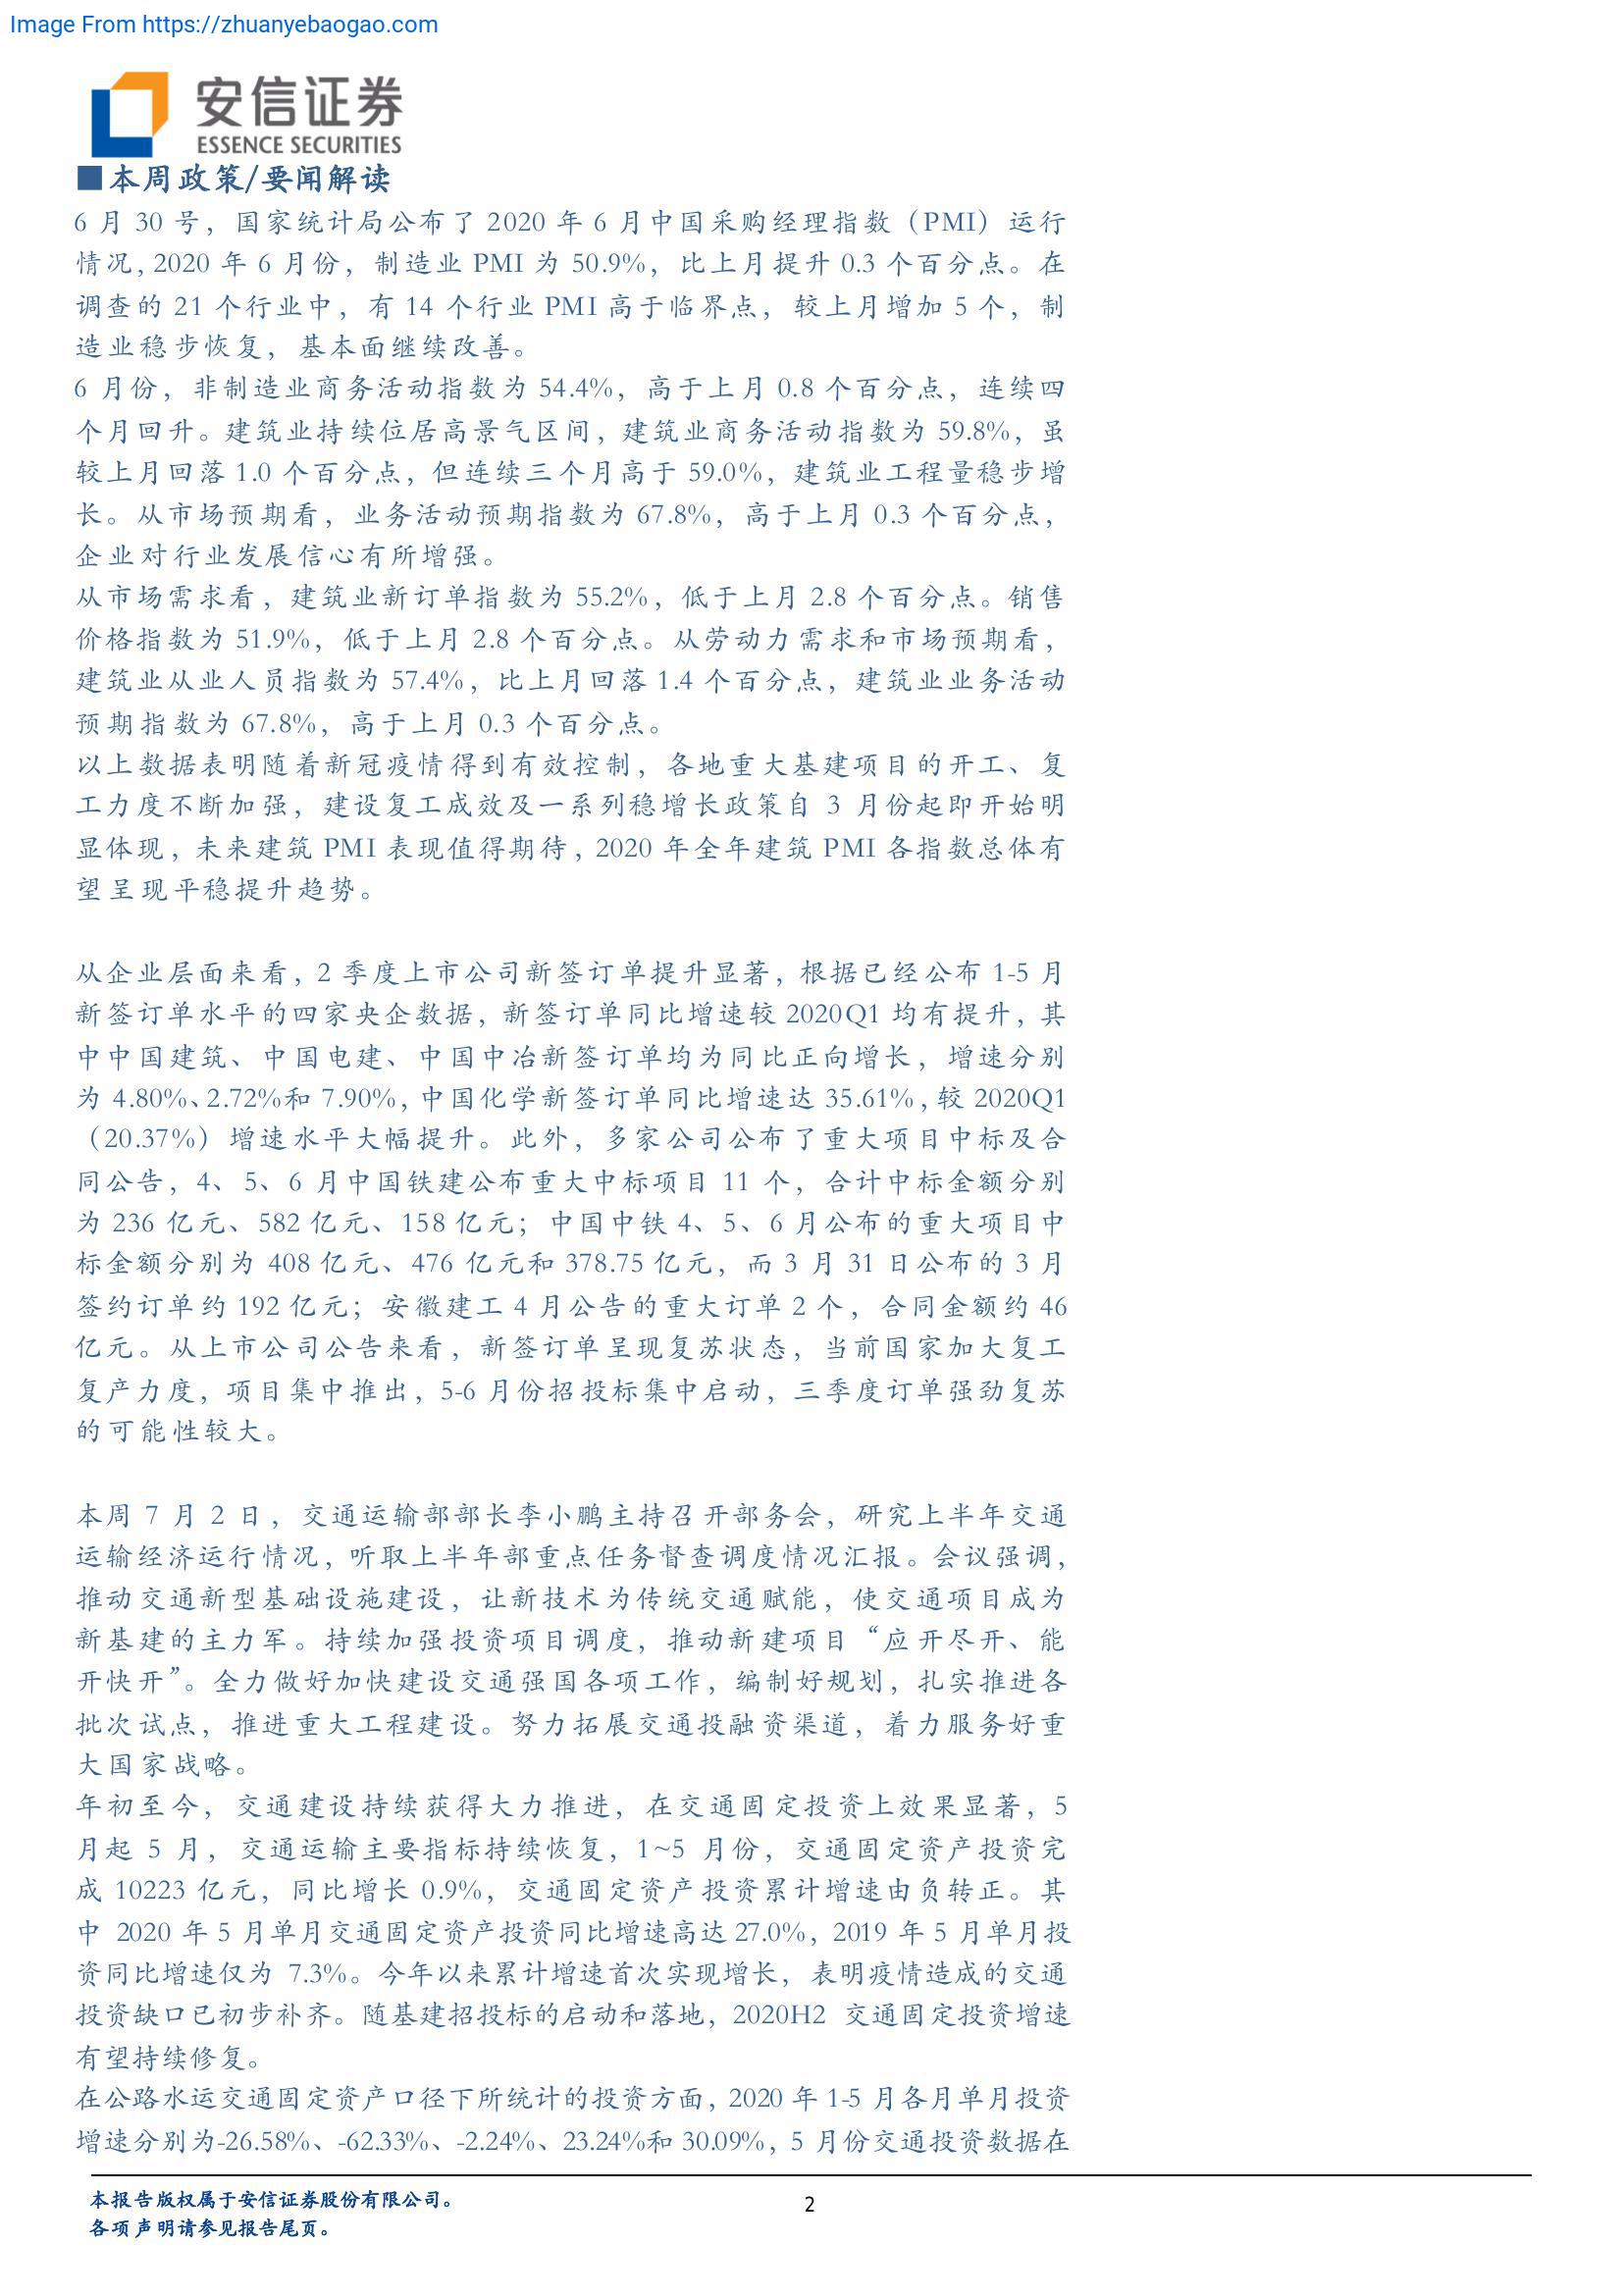 Image From https://zhuanyebaogao.com
安信证券
ESSENCE SECURITIES
■本周政策/要闻解读
6 月 30 号，国家统计局公布了 2020 年 6 月中国采购经理指数（PMI）运行
情况，2020 年 6 月份，制造业 PMI 为 50.9%，比上月提升 0.3 个百分点。在
调查的 21 个行业中，有 14 个行业 PMI 高于临界点，较上月增加 5 个，制
造业稳步恢复，基本面继续改善。
6 月份，非制造业商务活动指数为 54.4%，高于上月 0.8 个百分点，连续四
个月回升。建筑业持续位居高景气区间，建筑业商务活动指数为 59.8%，虽
较上月回落 1.0 个百分点，但连续三个月高于 59.0%，建筑业工程量稳步增
长。从市场预期看，业务活动预期指数为 67.8%，高于上月 0.3 个百分点，
企业对行业发展信心有所增强。
从市场需求看，建筑业新订单指数为 55.2%，低于上月 2.8 个百分点。销售
价格指数为 51.9%，低于上月 2.8 个百分点。从劳动力需求和市场预期看，
建筑业从业人员指数为 57.4%，比上月回落 1.4 个百分点，建筑业业务活动
预期指数为 67.8%，高于上月 0.3 个百分点。
以上数据表明随着新冠疫情得到有效控制，各地重大基建项目的开工、复
工力度不断加强，建设复工成效及一系列稳增长政策自 3 月份起即开始明
显体现，未来建筑 PMI 表现值得期待，2020 年全年建筑 PMI 各指数总体有
望呈现平稳提升趋势。
从企业层面来看，2 季度上市公司新签订单提升显著，根据已经公布 1-5 月
新签订单水平的四家央企数据，新签订单同比增速较 2020Q1 均有提升，其
中中国建筑、中国电建、中国中冶新签订单均为同比正向增长，增速分别
为 4.80%、2.72%和 7.90%，中国化学新签订单同比增速达 35.61%，较 2020Q1
（20.37%）增速水平大幅提升。此外，多家公司公布了重大项目中标及合
同公告，4、5、6 月中国铁建公布重大中标项目 11 个，合计中标金额分别
为 236 亿元、582 亿元、158 亿元；中国中铁 4、5、6 月公布的重大项目中
标金额分别为 408 亿元、476 亿元和 378.75 亿元，而 3 月 31 日公布的 3 月
签约订单约 192 亿元；安徽建工 4 月公告的重大订单 2 个，合同金额约 46
亿元。从上市公司公告来看，新签订单呈现复苏状态，当前国家加大复工
复产力度，项目集中推出，5-6 月份招投标集中启动，三季度订单强劲复苏
的可能性较大。
本周 7 月 2 日，交通运输部部长李小鹏主持召开部务会，研究上半年交通
运输经济运行情况，听取上半年部重点任务督查调度情况汇报。会议强调，
推动交通新型基础设施建设，让新技术为传统交通赋能，使交通项目成为
新基建的主力军。持续加强投资项目调度，推动新建项目“应开尽开、能
开快开”。全力做好加快建设交通强国各项工作，编制好规划，扎实推进各
批次试点，推进重大工程建设。努力拓展交通投融资渠道，着力服务好重
大国家战略。
年初至今，交通建设持续获得大力推进，在交通固定投资上效果显著，5
月起 5 月，交通运输主要指标持续恢复，1~5 月份，交通固定资产投资完
成 10223 亿元，同比增长 0.9%，交通固定资产投资累计增速由负转正。其
中 2020 年 5 月单月交通固定资产投资同比增速高达 27.0%，2019 年 5 月单月投
资同比增速仅为 7.3%。今年以来累计增速首次实现增长，表明疫情造成的交通
投资缺口已初步补齐。随基建招投标的启动和落地，2020H2 交通固定投资增速
有望持续修复。
在公路水运交通固定资产口径下所统计的投资方面，2020 年 1-5 月各月单月投资
增速分别为-26.58%、-62.33%、-2.24%、23.24%和 30.09%，5 月份交通投资数据在
本报告版权属于安信证券股份有限公司。
2
各项声明请参见报告尾页。